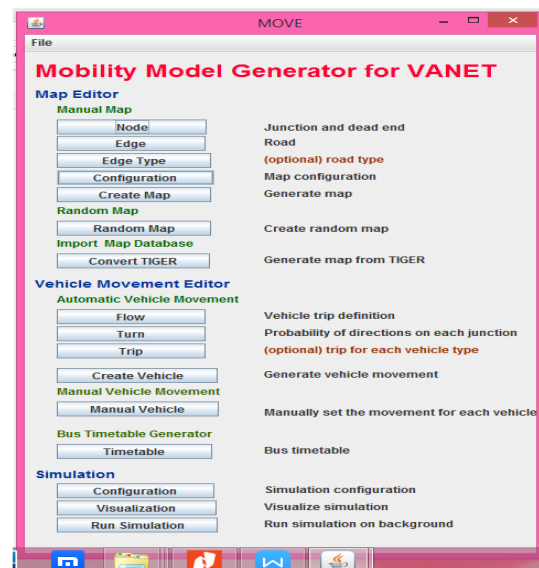 MOVE
File
Mobility Model Generator for VANET
Map Editor
Manual Map
Node Junction and dead end
Edge Road
Edge Type (optional) road type
Configuration Map configuration
Create Map Generate map
Random Map
Random Map Create random map
Import Map Database
Convert TIGER Generate map from TIGER
Vehicle Movement Editor
Automatic Vehicle Movement
Flow Vehicle trip definition
Turn Probability of directions on each junction
Trip (optional) trip for each vehicle type
Create Vehicle Generate vehicle movement
Manual Vehicle Movement
Manual Vehicle Manually set the movement for each vehicle
Bus Timetable Generator
Timetable Bus timetable
Simulation
Configuration Simulation configuration
Visualization Visualize simulation
Run Simulation Run simulation on background